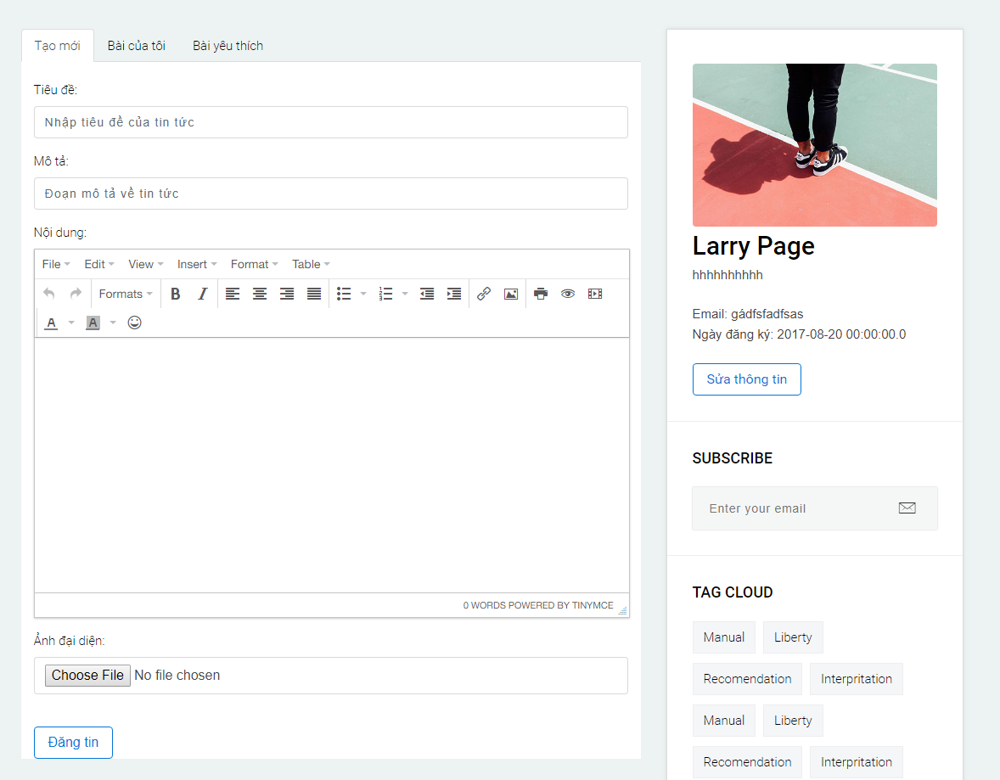 Tạo mới Bài của tôi Bài yêu thích
Tiêu đề:
Nhập tiêu đề của tin tức
Mô tả:
Đoạn mô tả về tin tức
Nội dung:
File Edit View Insert Format Table
Formats B I
A A
0 WORDS POWERED BY TINYMCE
Ảnh đại diện:
Choose File No file chosen
Đăng tin
Larry Page
hhhhhhhhhh
Email: gádfsfadfsas
Ngày đăng ký: 2017-08-20 00:00:00.0
Sửa thông tin
SUBSCRIBE
Enter your email
TAG CLOUD
Manual Liberty
Recomendation Interpritation
Manual Liberty
Recomendation Interpritation